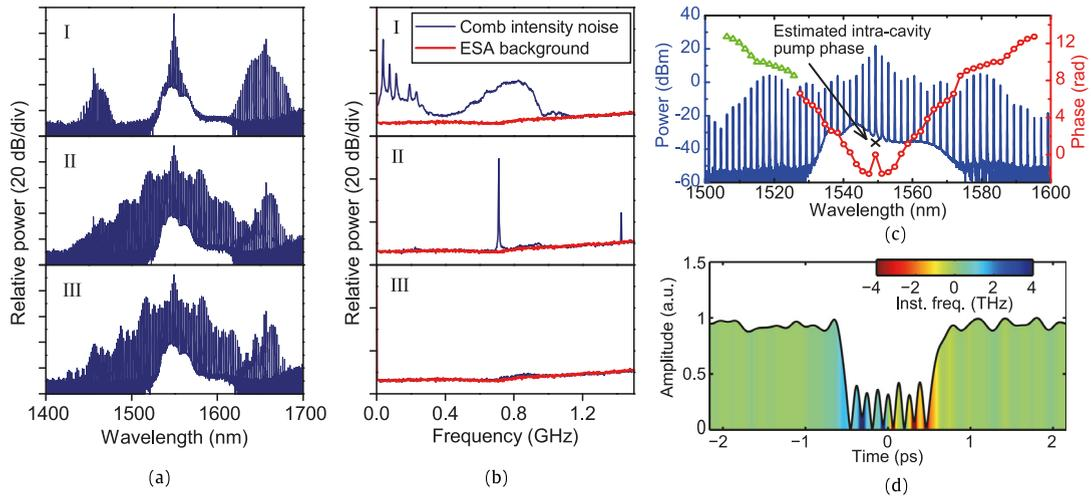 I
II
III
Relative power (20 dB/div)
1400
1500
1600
1700
Wavelength (nm)
(a)
I
Comb intensity noise
ESA background
II
III
Relative power (20 dB/div)
0.0
0.4
0.8
1.2
Frequency (GHz)
(b)
40
20
0
-20
-40
-60
Power (dBm)
Estimated intra-cavity
pump phase
12
8
4
0
Phase (rad)
1500
1520
1540
1560
1580
1600
Wavelength (nm)
(c)
1.5
1
0.5
0
Amplitude (a.u.)
−4
−2
0
2
4
Inst. freq. (THz)
−2
−1
0
1
2
Time (ps)
(d)